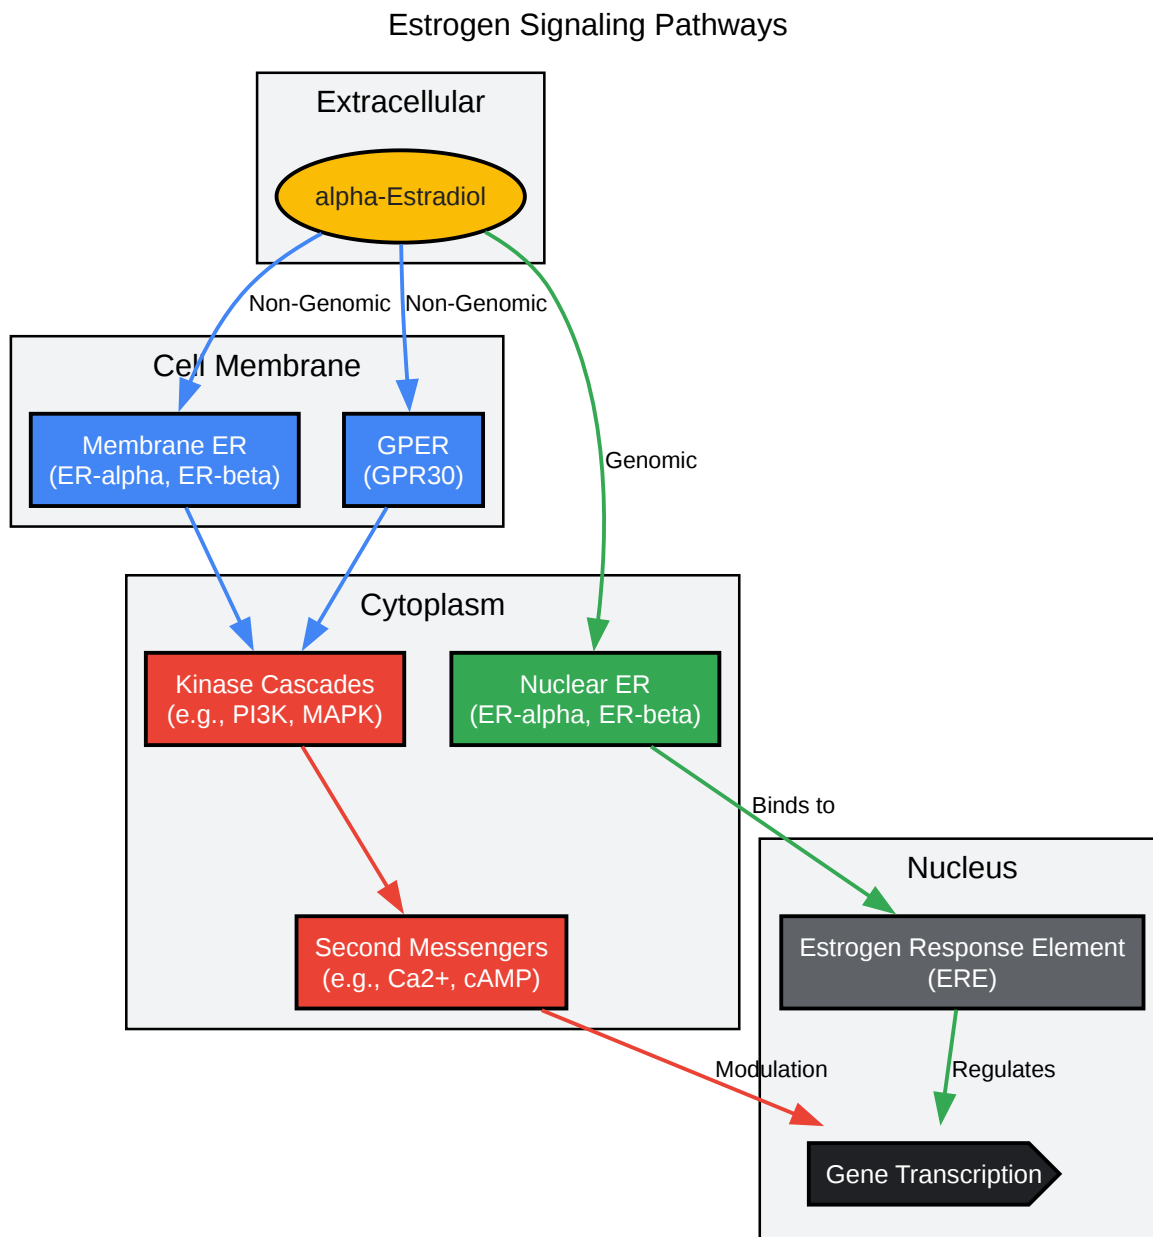 Estrogen Signaling Pathways
Extracellular
alpha-Estradiol
Non-Genomic
Non-Genomic
Cell Membrane
Membrane ER
(ER-alpha, ER-beta)
GPER
(GPR30)
Genomic
Cytoplasm
Kinase Cascades
(e.g., PI3K, MAPK)
Nuclear ER
(ER-alpha, ER-beta)
Binds to
Nucleus
Second Messengers
(e.g., Ca2+, cAMP)
Estrogen Response Element
(ERE)
Modulation
Regulates
Gene Transcription